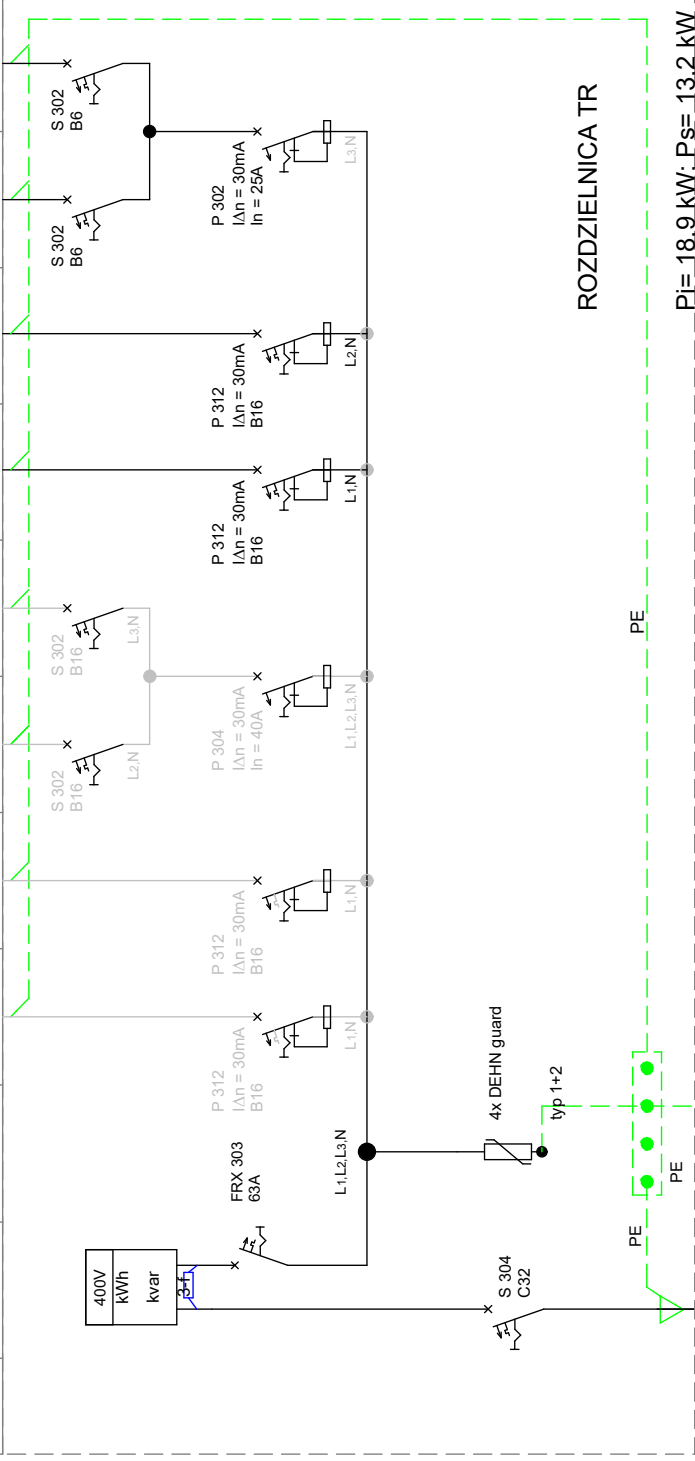 400V
kWh
kvar
3-f
FRX 303
63A
S 304
C32
L1,L2,L3,N
4x DEHN guard
typ 1+2
PE
PE
PE
P 312
IΔn = 30mA
B16
L1,N
P 312
IΔn = 30mA
B16
L1,N
S 302
B16
L2,N
S 302
B16
L3,N
P 304
IΔn = 30mA
In = 40A
L1,L2,L3,N
P 312
IΔn = 30mA
B16
L1,N
P 312
IΔn = 30mA
B16
L2,N
S 302
B6
S 302
B6
P 302
IΔn = 30mA
In = 25A
L3,N
ROZDZIELNICA TR
Pi= 18.9 kW; Ps= 13.2 kW